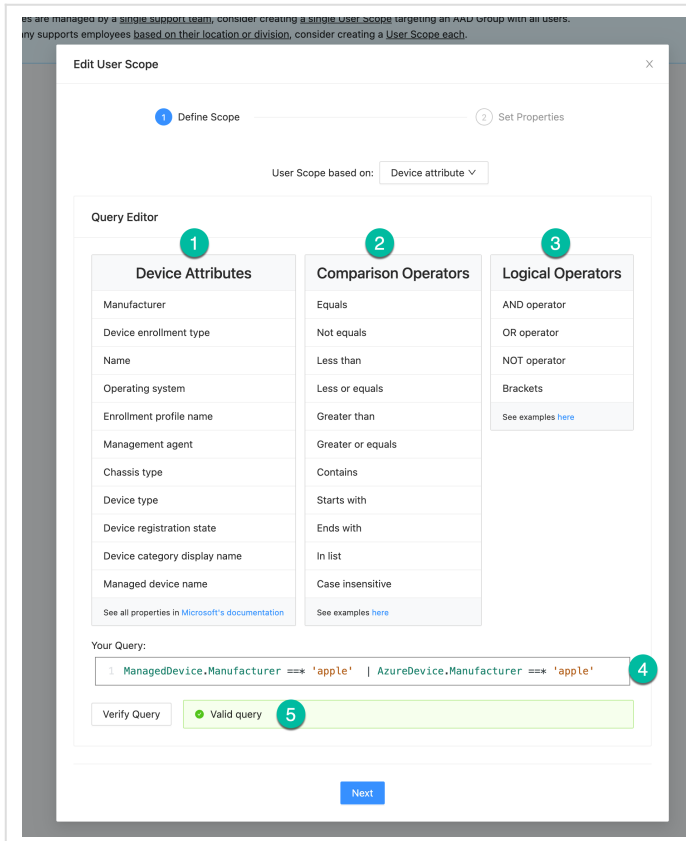 es are managed by a single support team, consider creating a single User Scope targeting an AAD Group with all users.
ny supports employees based on their location or division, consider creating a User Scope each.
Edit User Scope
1 Define Scope
2 Set Properties
User Scope based on: Device attribute
Query Editor
1
2
3
Device Attributes
Manufacturer
Device enrollment type
Name
Operating system
Enrollment profile name
Management agent
Chassis type
Device type
Device registration state
Device category display name
Managed device name
See all properties in Microsoft's documentation
Comparison Operators
Equals
Not equals
Less than
Less or equals
Greater than
Greater or equals
Contains
Starts with
Ends with
In list
Case insensitive
See examples here
Logical Operators
AND operator
OR operator
NOT operator
Brackets
See examples here
Your Query:
1 ManagedDevice.Manufacturer ==* 'apple' | AzureDevice.Manufacturer ==* 'apple'
4
Verify Query
Valid query
5
Next